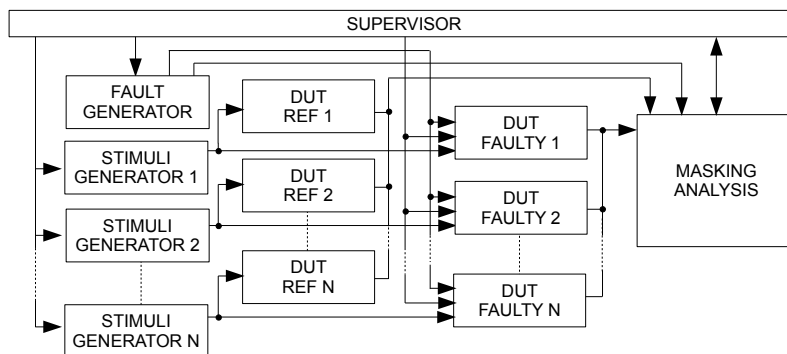 SUPERVISOR
FAULT
GENERATOR
DUT
REF 1
DUT
FAULTY 1
STIMULI
GENERATOR 1
MASKING
ANALYSIS
DUT
REF 2
DUT
FAULTY 2
STIMULI
GENERATOR 2
DUT
REF N
DUT
FAULTY N
STIMULI
GENERATOR N